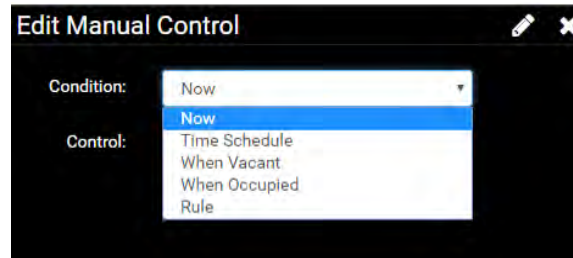 Edit Manual Control
Condition:
Now
Now
Control:
Time Schedule
When Vacant
When Occupied
Rule